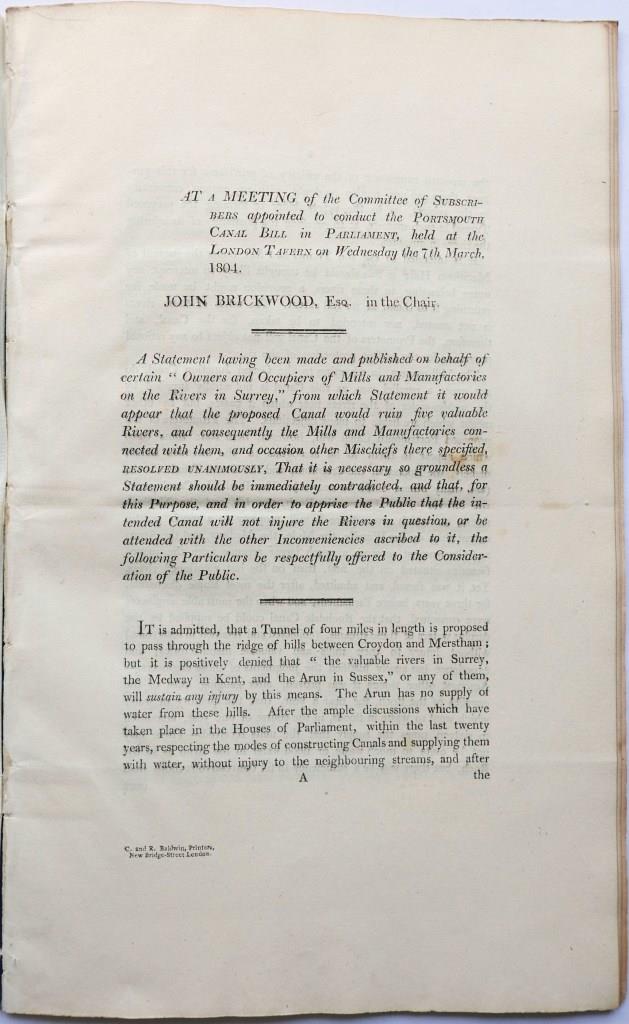 AT A MEETING of the Committee of SUBSCRI-
BERS appointed to conduct the PORTSMOUTH
CANAL BILL in PARLIAMENT, held at the
LONDON TAVERN on Wednesday the 7th March,
1804.
JOHN BRICKWOOD, ESQ. in the Chair.
A Statement having been made and published on behalf of
certain “ Owners and Occupiers of Mills and Manufactories
on the Rivers in Surrey,” from which Statement it would
appear that the proposed Canal would ruin five valuable
Rivers, and consequently the Mills and Manufactories con-
nected with them, and occasion other Mischiefs there specified,
RESOLVED UNANIMOUSLY, That it is necessary so groundless a
Statement should be immediately contradicted, and that, for
this Purpose, and in order to apprise the Public that the in-
tended Canal will not injure the Rivers in question, or be
attended with the other Inconveniencies ascribed to it, the
following Particulars be respectfully offered to the Consider-
ation of the Public.
IT is admitted, that a Tunnel of four miles in length is proposed
to pass through the ridge of hills between Croydon and Merstham ;
but it is positively denied that “ the valuable rivers in Surrey,
the Medway in Kent, and the Arun in Sussex,” or any of them,
will sustain any injury by this means. The Arun has no supply of
water from these hills. After the ample discussions which have
taken place in the Houses of Parliament, within the last twenty
years, respecting the modes of constructing Canals and supplying them
with water, without injury to the neighbouring streams, and after
A the
C. and R. Baldwin, Printers,
New Bridge-Street London.